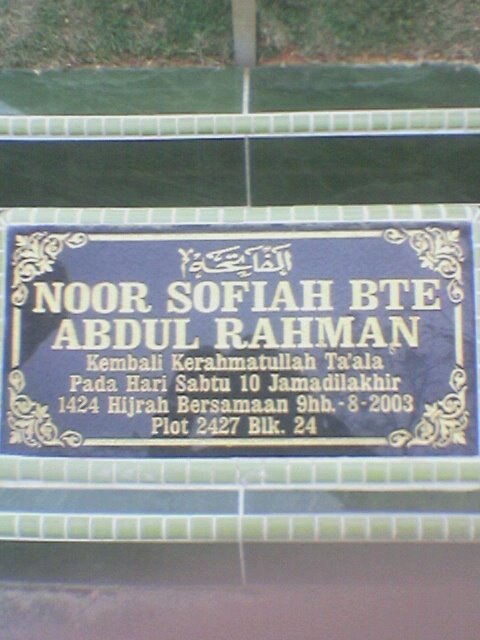 الفاتحة
NOOR SOFIAH BTE
ABDUL RAHMAN
Kembali Kerahmatullah Ta'ala
Pada Hari Sabtu 10 Jamadilakhir
1424 Hijrah Bersamaan 9hb.-8-2003
Plot 2427 Blk. 24